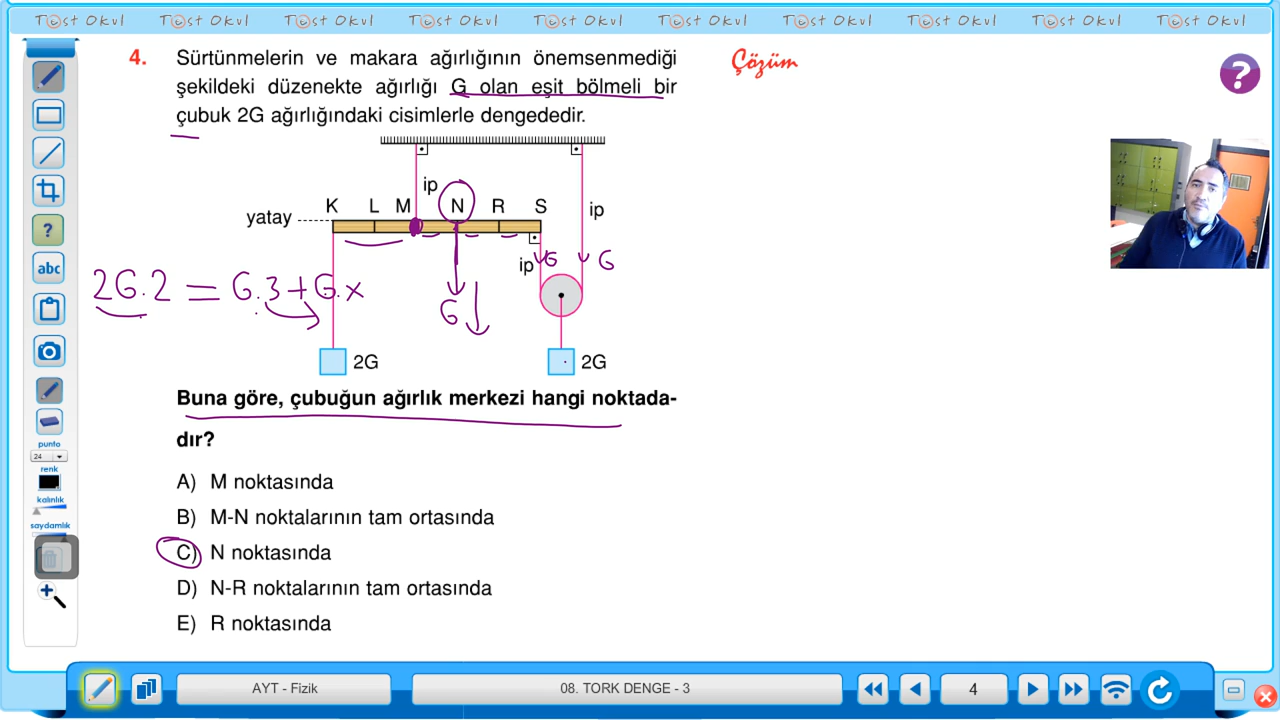 Test Okul Test Okul Test Okul Test Okul Test Okul Test Okul Test Okul Test Okul Test Okul Test Okul
4. Sürtünmelerin ve makara ağırlığının önemsenmediği
şekildeki düzenekte ağırlığı G olan eşit bölmeli bir
çubuk 2G ağırlığındaki cisimlerle dengededir.
Çözüm
?
ip
K L M N R S
ip
yatay
ip
G
G
2G.2 = G.3+G.x
G
2G
2G
Buna göre, çubuğun ağırlık merkezi hangi noktada-
dır?
A) M noktasında
B) M-N noktalarının tam ortasında
C) N noktasında
D) N-R noktalarının tam ortasında
E) R noktasında
?
abc
punto
24
renk
kalınlık
saydamlık
AYT - Fizik
08. TORK DENGE - 3
4